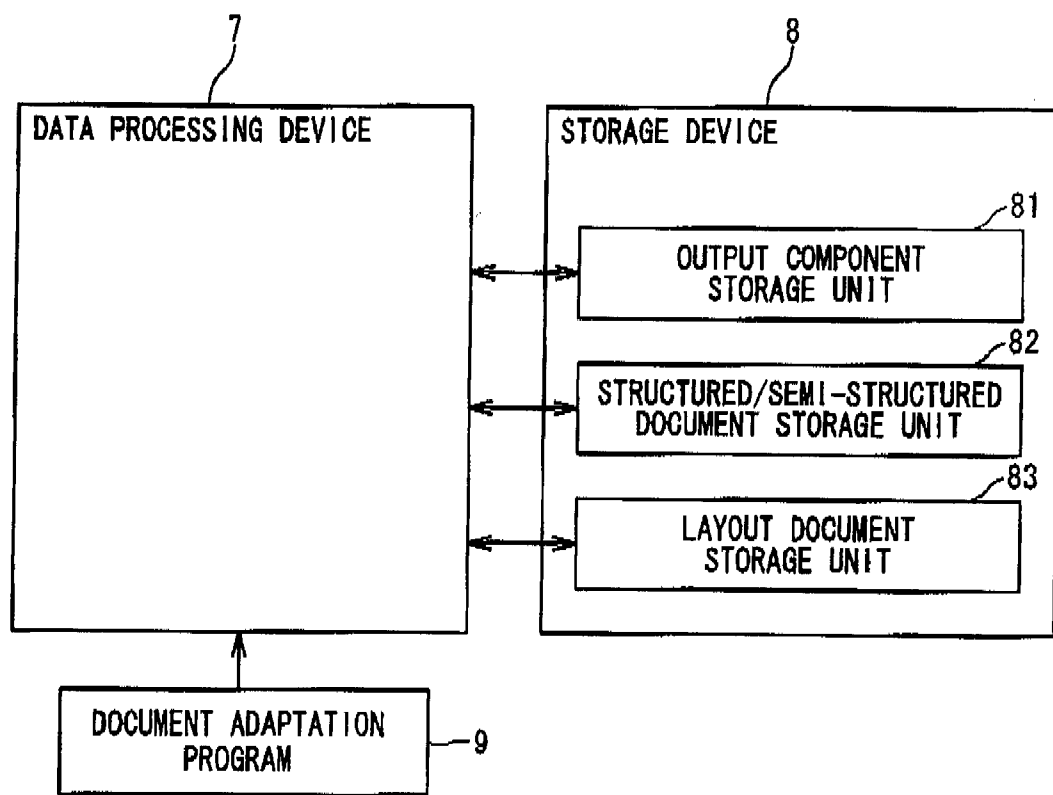 7
8
DATA PROCESSING DEVICE
STORAGE DEVICE
81
OUTPUT COMPONENT
STORAGE UNIT
82
STRUCTURED/SEMI-STRUCTURED
DOCUMENT STORAGE UNIT
83
LAYOUT DOCUMENT
STORAGE UNIT
DOCUMENT ADAPTATION
PROGRAM
9